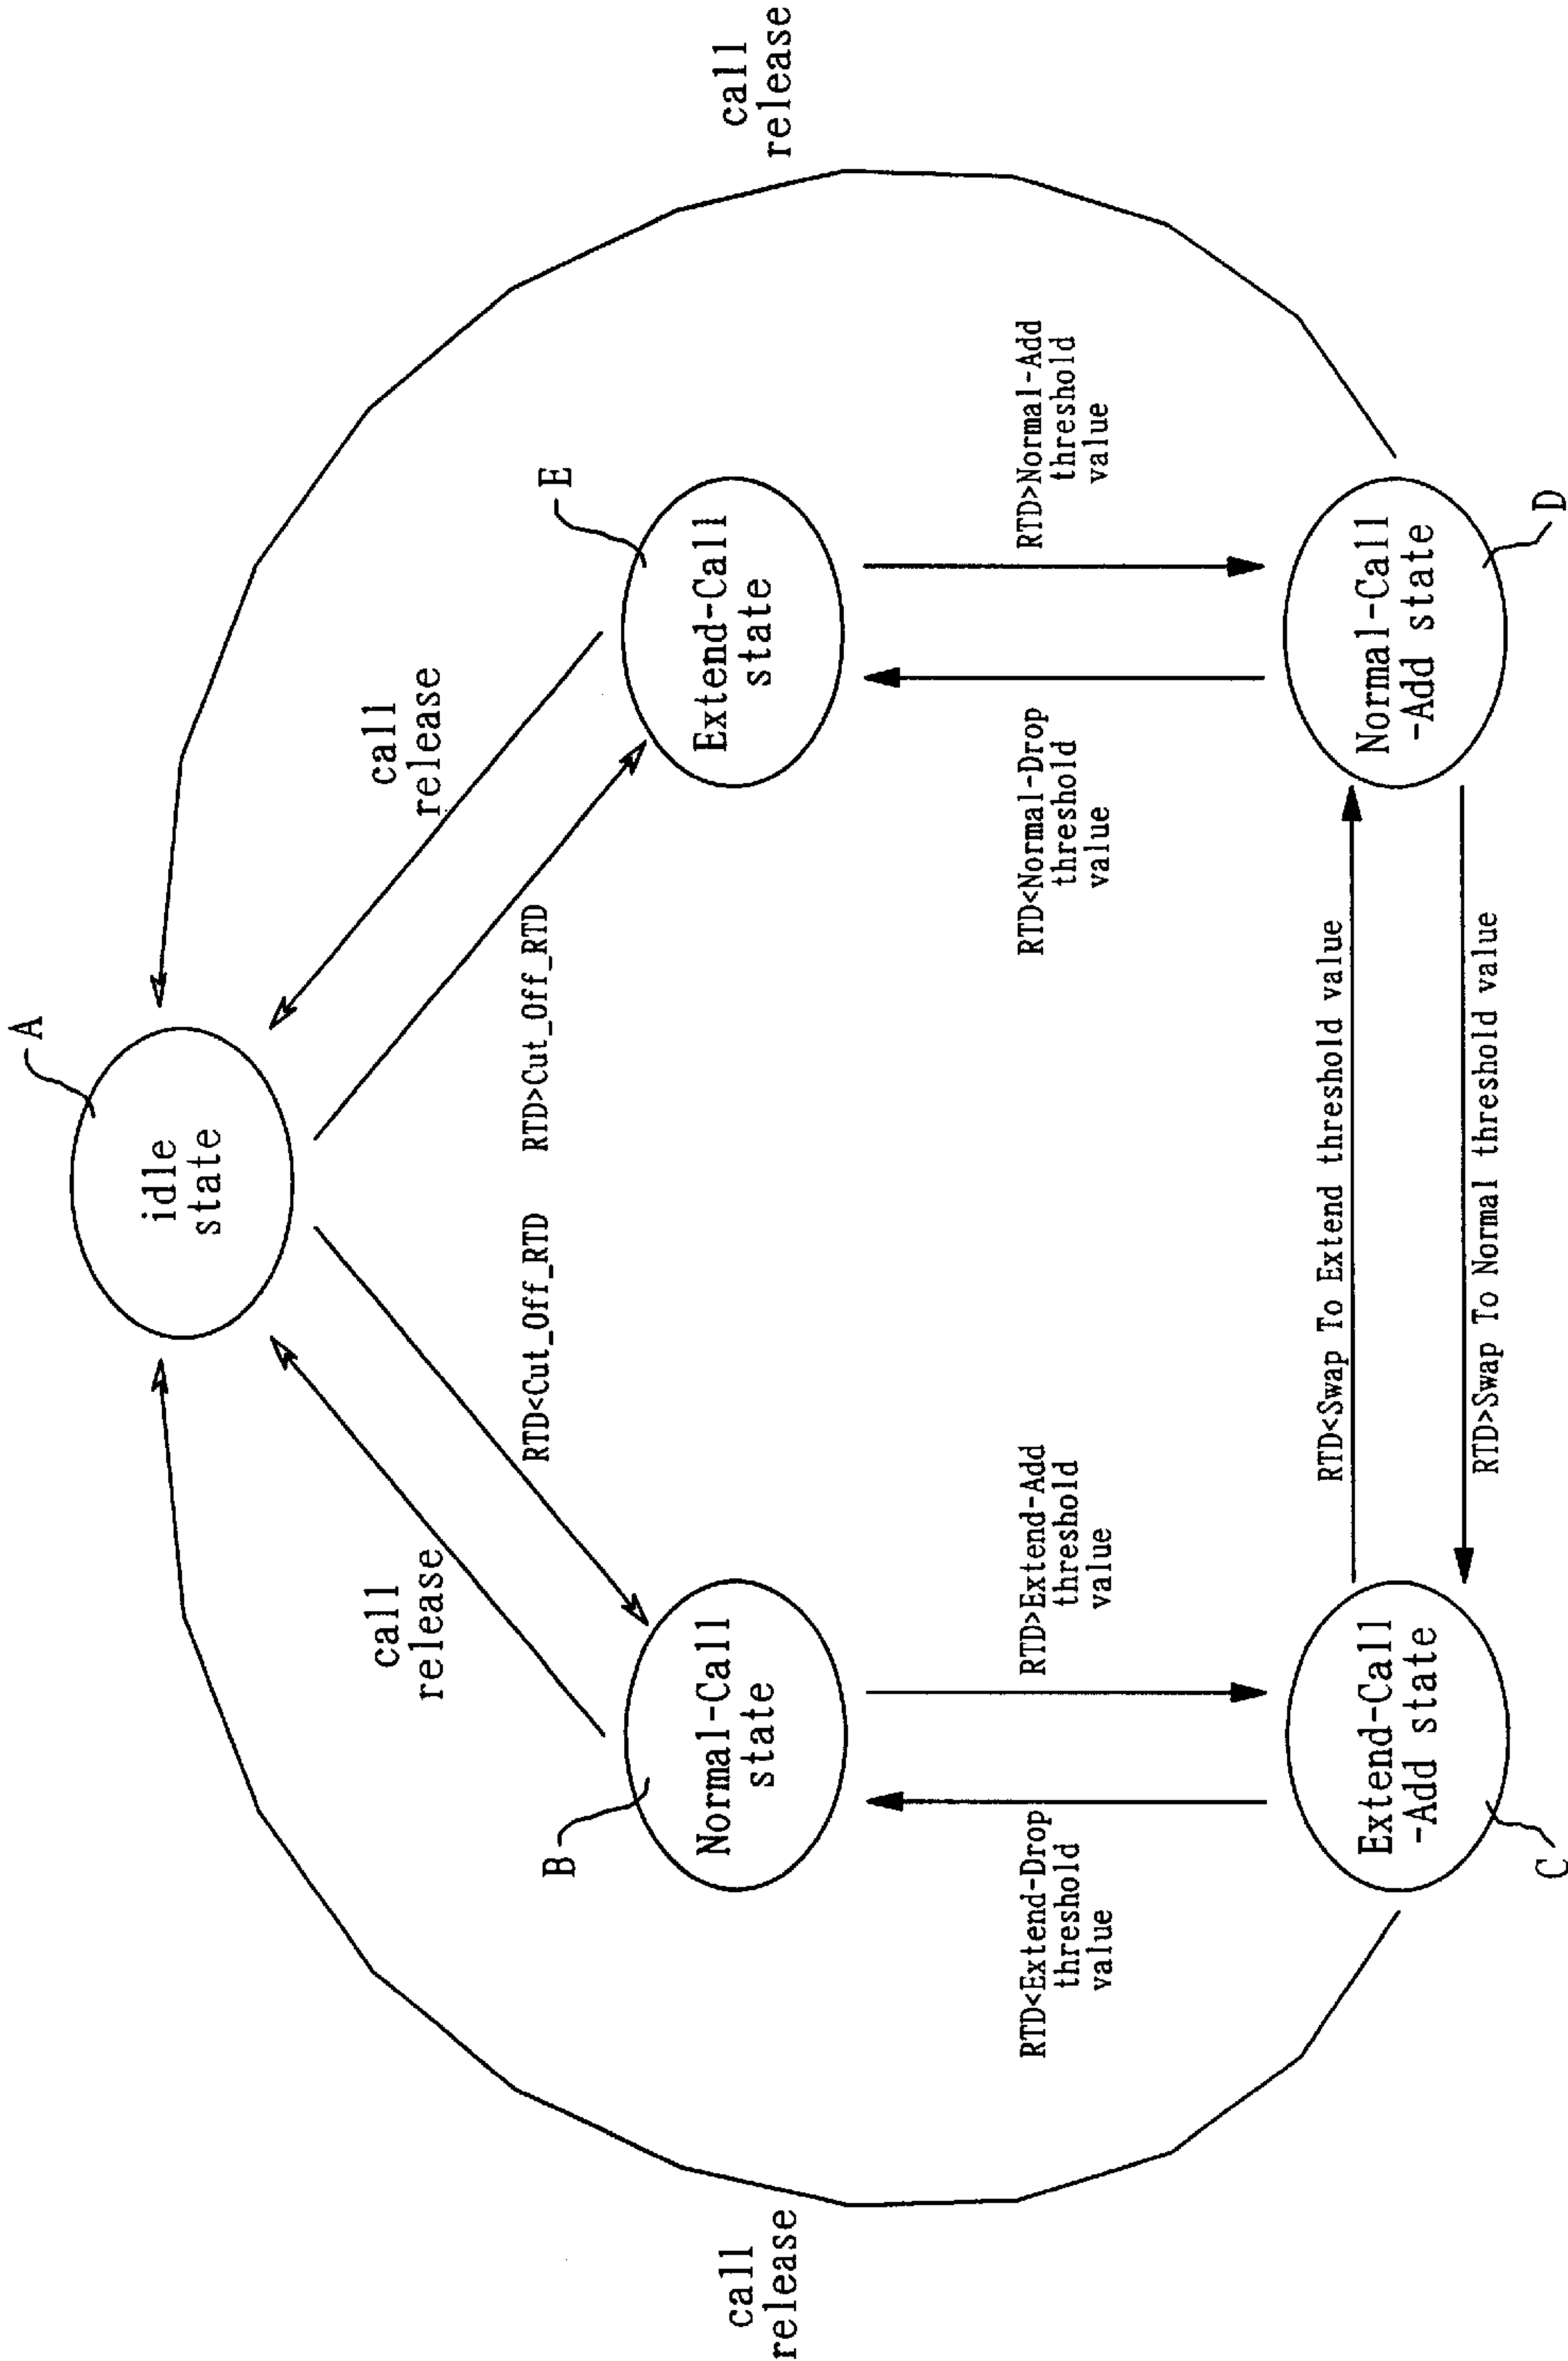 A
idle
state
call
release
call
release
call
release
call
release
RTD<Cut_Off_RTD
RTD>Cut_Off_RTD
B
Normal-Call
state
E
Extend-Call
state
RTD<Extend-Drop
threshold
value
RTD>Extend-Add
threshold
value
RTD<Normal-Drop
threshold
value
RTD>Normal-Add
threshold
value
RTD<Swap To Extend threshold value
Extend-Call
-Add state
Normal-Call
-Add state
RTD>Swap To Normal threshold value
C
D